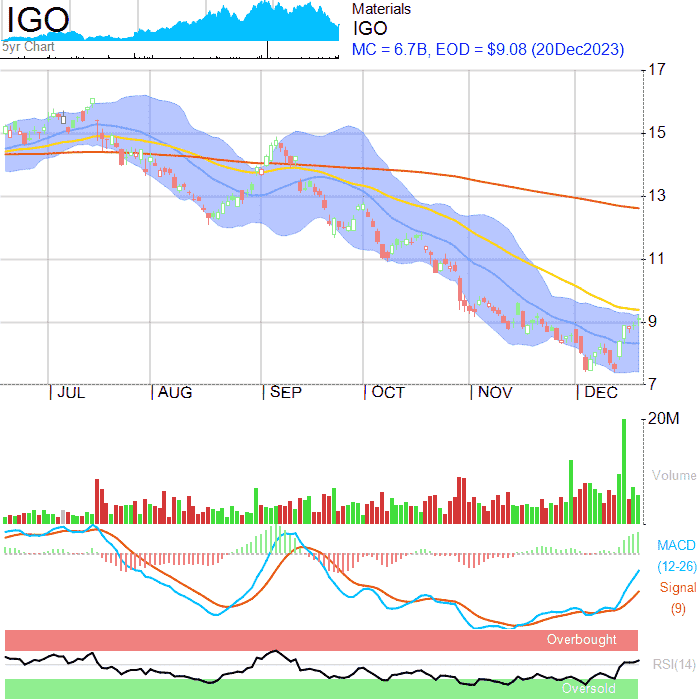 IGO
5yr Chart
Materials
IGO
MC = 6.7B, EOD = $9.08 (20Dec2023)
17
15
13
11
9
7
JUL AUG SEP OCT NOV DEC
20M
Volume
MACD
(12-26)
Signal
(9)
Overbought
RSI(14)
Oversold